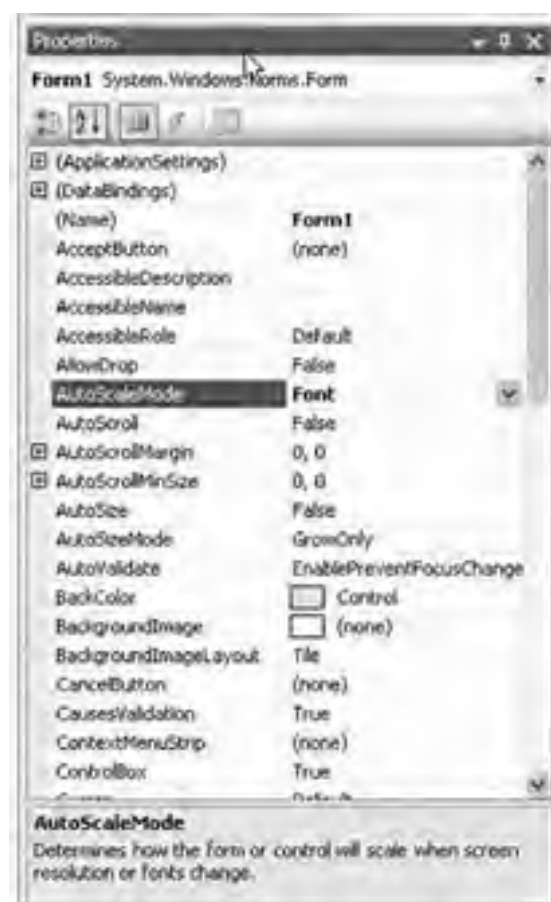 Properties
Form1 System.Windows.Forms.Form
(ApplicationSettings)
(DataBindings)
(Name) Form1
AcceptButton (none)
AccessibleDescription
AccessibleName
AccessibleRole Default
AllowDrop False
AutoScaleMode Font
AutoScroll False
AutoScrollMargin 0, 0
AutoScrollMinSize 0, 0
AutoSize False
AutoSizeMode GrowOnly
AutoValidate EnablePreventFocusChange
BackColor Control
BackgroundImage (none)
BackgroundImageLayout Tile
CancelButton (none)
CausesValidation True
ContextMenuStrip (none)
ControlBox True
AutoScaleMode
Determines how the form or control will scale when screen
resolution or fonts change.